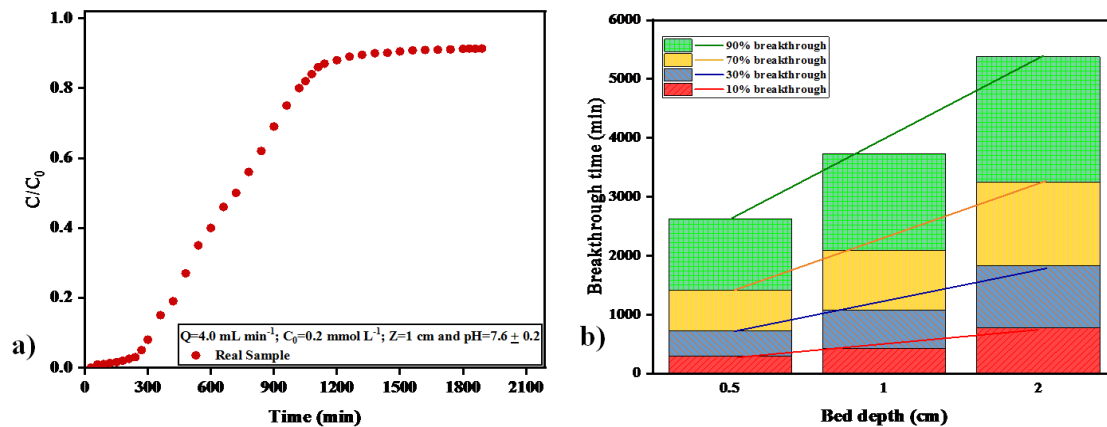 1.0
0.8
0.6
0.4
0.2
0.0
C/C₀
Q=4.0 mL min⁻¹; C₀=0.2 mmol L⁻¹; Z=1 cm and pH=7.6 ± 0.2
Real Sample
a)
300
600
900
1200
1500
1800
2100
Time (min)
6000
5000
4000
3000
2000
1000
0
Breakthrough time (min)
90% breakthrough
70% breakthrough
30% breakthrough
10% breakthrough
b)
0.5
1
2
Bed depth (cm)